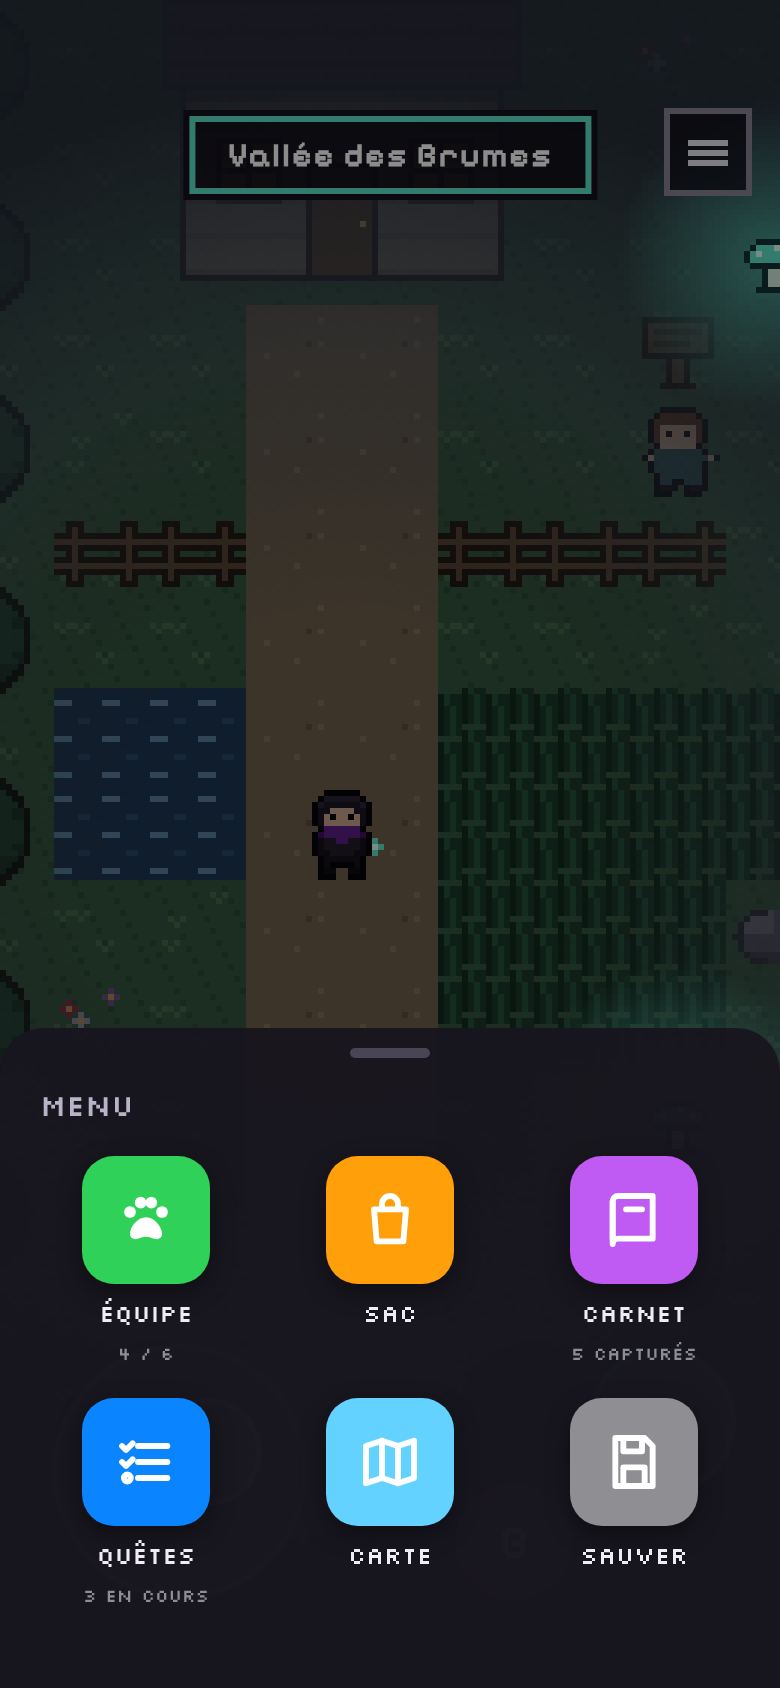 Vallée des Brumes
MENU
ÉQUIPE
4 / 6
SAC
CARNET
5 CAPTURÉS
QUÊTES
3 EN COURS
CARTE
SAUVER